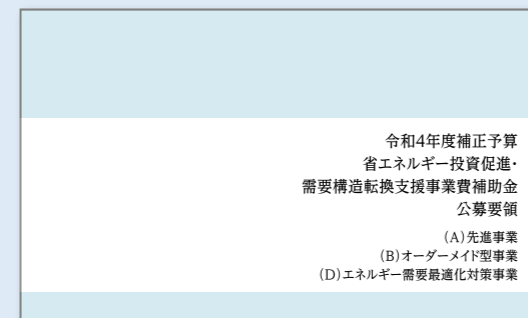 令和4年度補正予算
省エネルギー投資促進・
需要構造転換支援事業費補助金
公募要領
(A)先進事業
(B)オーダーメイド型事業
(D)エネルギー需要最適化対策事業